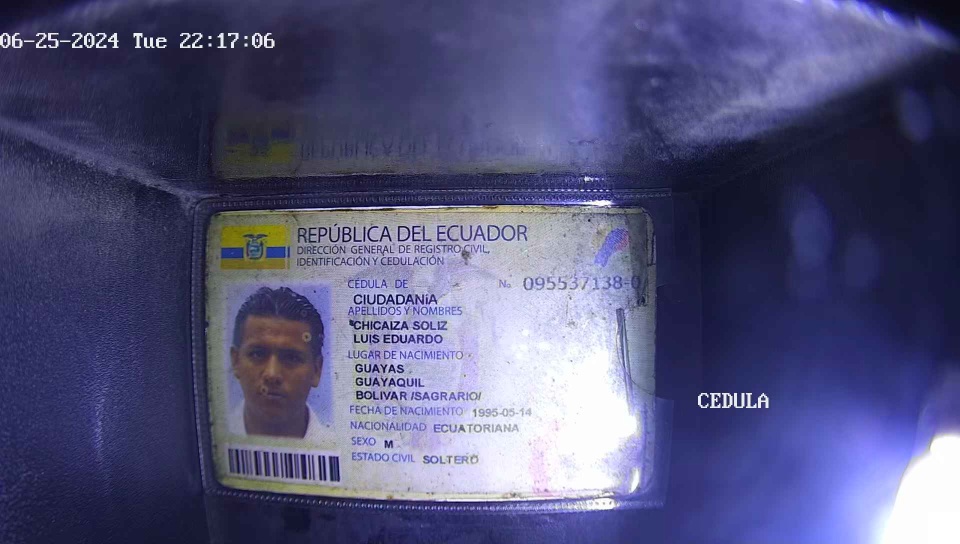 06-25-2024 Tue 22:17:06
REPÚBLICA DEL ECUADOR
DIRECCIÓN GENERAL DE REGISTRO CIVIL,
IDENTIFICACIÓN Y CEDULACIÓN
CÉDULA DE No. 095537138-0
CIUDADANÍA
APELLIDOS Y NOMBRES
CHICAIZA SOLIZ
LUIS EDUARDO
LUGAR DE NACIMIENTO
GUAYAS
GUAYAQUIL
BOLIVAR /SAGRARIO/
FECHA DE NACIMIENTO 1995-05-14
NACIONALIDAD ECUATORIANA
SEXO M
ESTADO CIVIL SOLTERO
CEDULA